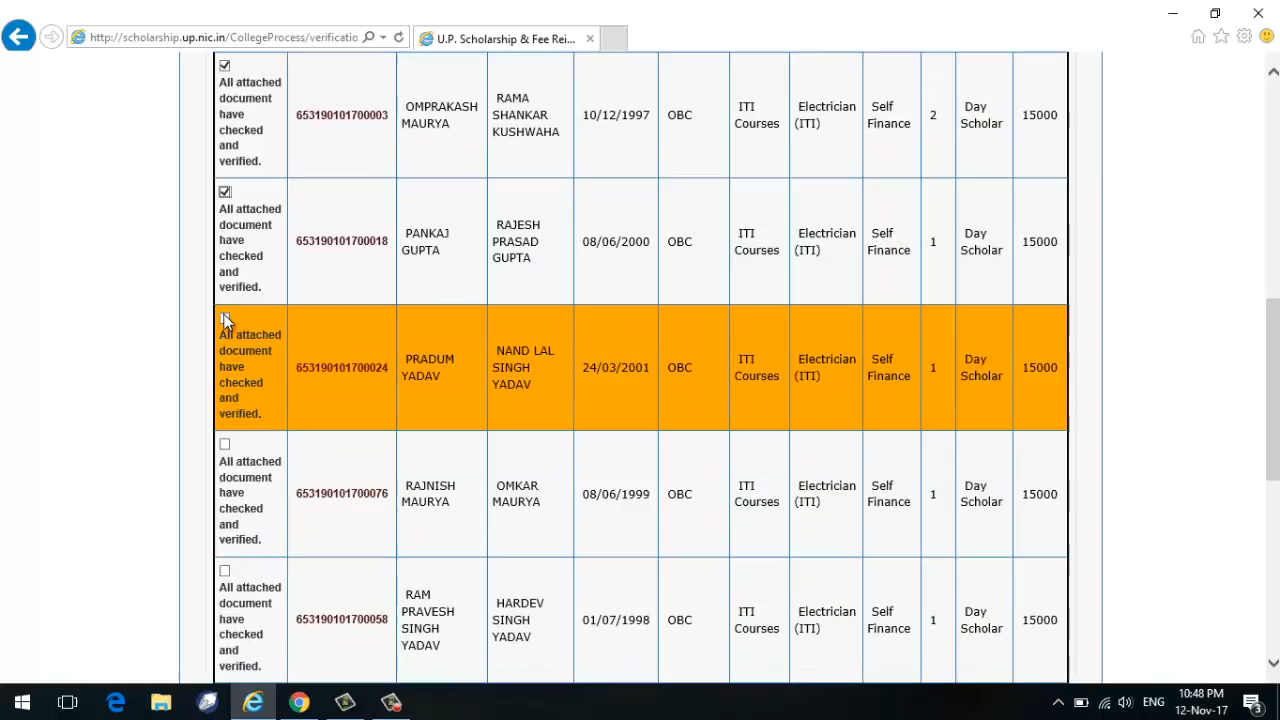 http://scholarship.up.nic.in/CollegeProcess/verificatio
U.P. Scholarship & Fee Rei...
All attached
document
have
checked
and
verified.
653190101700003
OMPRAKASH
MAURYA
RAMA
SHANKAR
KUSHWAHA
10/12/1997
OBC
ITI
Courses
Electrician
(ITI)
Self
Finance
2
Day
Scholar
15000
All attached
document
have
checked
and
verified.
653190101700018
PANKAJ
GUPTA
RAJESH
PRASAD
GUPTA
08/06/2000
OBC
ITI
Courses
Electrician
(ITI)
Self
Finance
1
Day
Scholar
15000
All attached
document
have
checked
and
verified.
653190101700024
PRADUM
YADAV
NAND LAL
SINGH
YADAV
24/03/2001
OBC
ITI
Courses
Electrician
(ITI)
Self
Finance
1
Day
Scholar
15000
All attached
document
have
checked
and
verified.
653190101700076
RAJNISH
MAURYA
OMKAR
MAURYA
08/06/1999
OBC
ITI
Courses
Electrician
(ITI)
Self
Finance
1
Day
Scholar
15000
All attached
document
have
checked
and
verified.
653190101700058
RAM
PRAVESH
SINGH
YADAV
HARDEV
SINGH
YADAV
01/07/1998
OBC
ITI
Courses
Electrician
(ITI)
Self
Finance
1
Day
Scholar
15000
ENG
10:48 PM
12-Nov-17
3